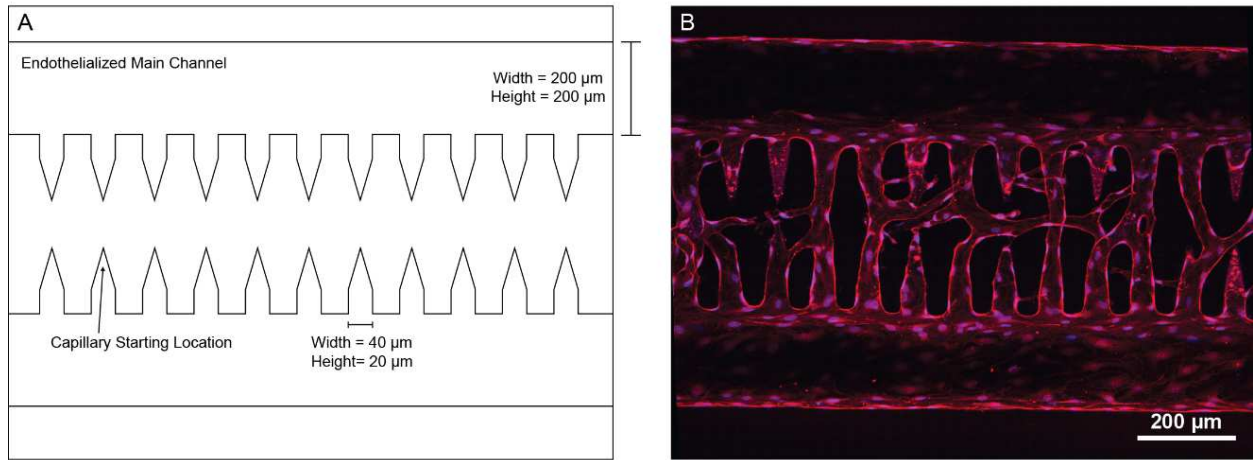 A
Endothelialized Main Channel
Width = 200 µm
Height = 200 µm
Capillary Starting Location
Width = 40 µm
Height= 20 µm
B
200 µm